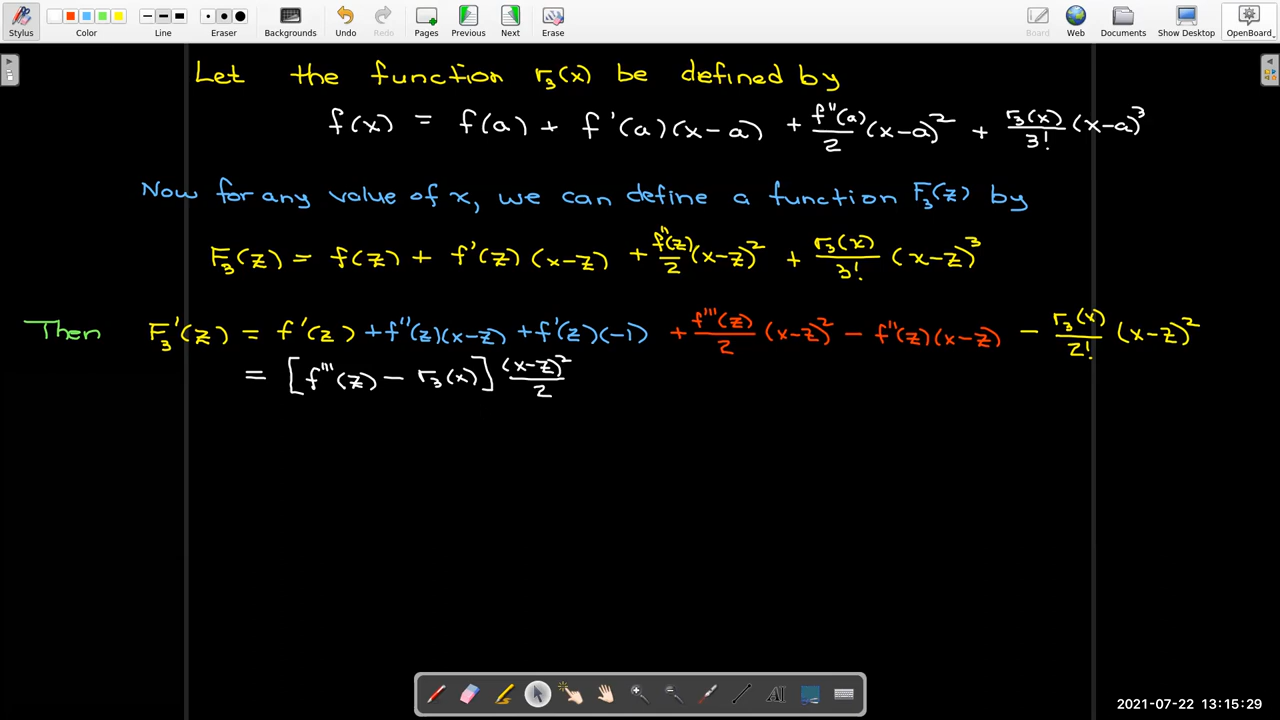 Stylus Color Line Eraser Backgrounds Undo Redo Pages Previous Next Erase Board Web Documents Show Desktop OpenBoard
Let the function r₃(x) be defined by
f(x) = f(a) + f'(a)(x-a) + f''(a)/2 (x-a)² + r₃(x)/3! (x-a)³
Now for any value of x, we can define a function F₃(z) by
F₃(z) = f(z) + f'(z)(x-z) + f''(z)/2 (x-z)² + r₃(x)/3! (x-z)³
Then F₃'(z) = f'(z) + f''(z)(x-z) + f'(z)(-1) + f'''(z)/2 (x-z)² - f''(z)(x-z) - r₃(x)/2! (x-z)²
= [f'''(z) - r₃(x)] (x-z)²/2
AI
2021-07-22 13:15:29